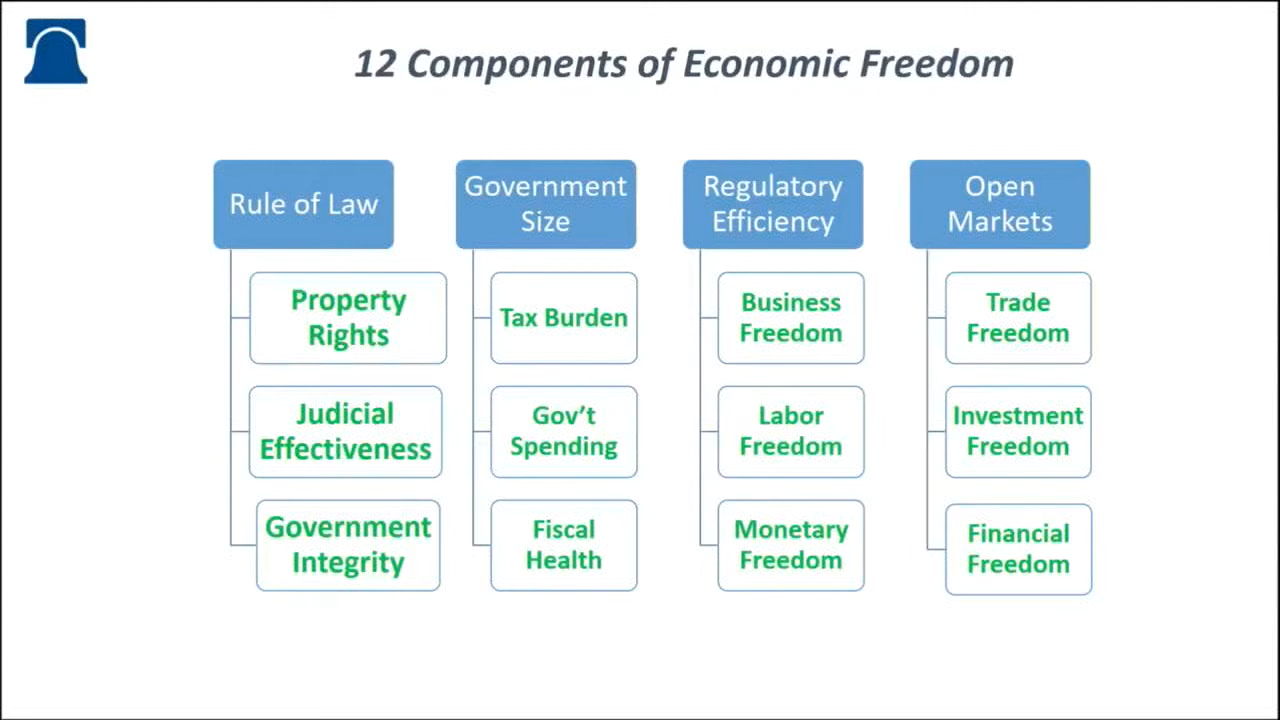 12 Components of Economic Freedom
Rule of Law
Property
Rights
Judicial
Effectiveness
Government
Integrity
Government
Size
Tax Burden
Gov’t
Spending
Fiscal
Health
Regulatory
Efficiency
Business
Freedom
Labor
Freedom
Monetary
Freedom
Open
Markets
Trade
Freedom
Investment
Freedom
Financial
Freedom